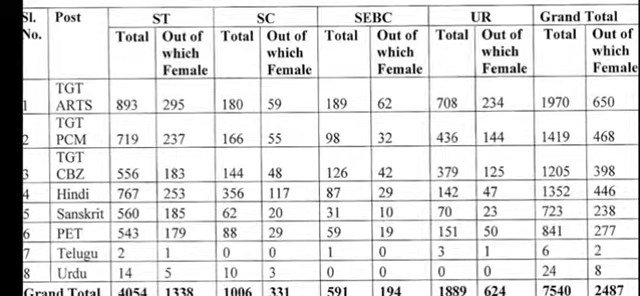 Sl. No. Post ST SC SEBC UR Grand Total
Total Out of which Female Total Out of which Female Total Out of which Female Total Out of which Female Total Out of which Female
1 TGT ARTS 893 295 180 59 189 62 708 234 1970 650
2 TGT PCM 719 237 166 55 98 32 436 144 1419 468
3 TGT CBZ 556 183 144 48 126 42 379 125 1205 398
4 Hindi 767 253 356 117 87 29 142 47 1352 446
5 Sanskrit 560 185 62 20 31 10 70 23 723 238
6 PET 543 179 88 29 59 19 151 50 841 277
7 Telugu 2 1 0 0 1 0 3 1 6 2
8 Urdu 14 5 10 3 0 0 0 0 24 8
Grand Total 4054 1338 1006 331 591 194 1889 624 7540 2487